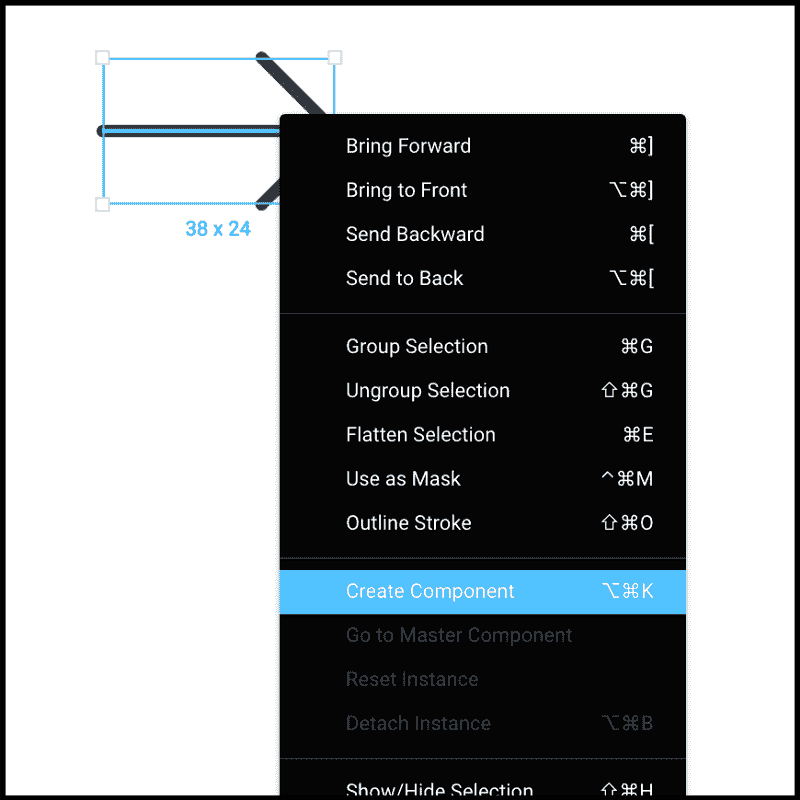 38 x 24
Bring Forward ⌘]
Bring to Front ⌥⌘]
Send Backward ⌘[
Send to Back ⌥⌘[
Group Selection ⌘G
Ungroup Selection ⇧⌘G
Flatten Selection ⌘E
Use as Mask ^⌘M
Outline Stroke ⇧⌘O
Create Component ⌥⌘K
Go to Master Component
Reset Instance
Detach Instance ⌥⌘B
Show/Hide Selection ⇧⌘H